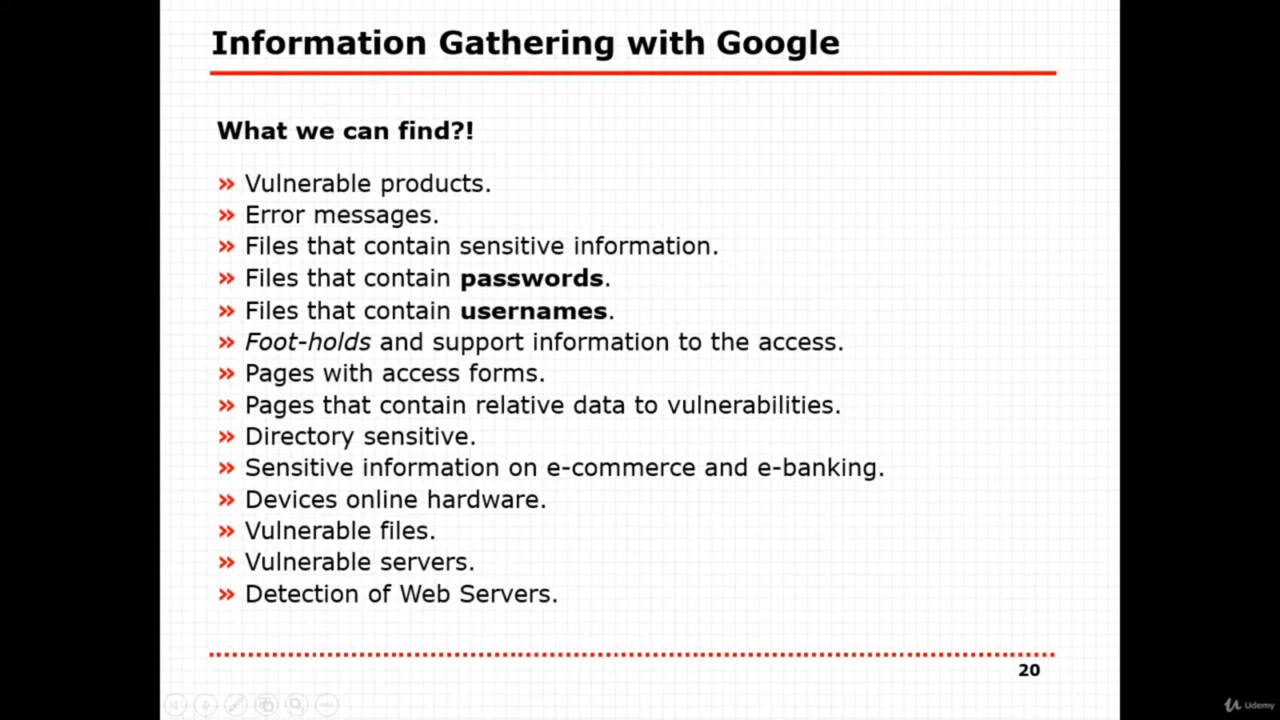 Information Gathering with Google
What we can find?!
» Vulnerable products.
» Error messages.
» Files that contain sensitive information.
» Files that contain passwords.
» Files that contain usernames.
» Foot-holds and support information to the access.
» Pages with access forms.
» Pages that contain relative data to vulnerabilities.
» Directory sensitive.
» Sensitive information on e-commerce and e-banking.
» Devices online hardware.
» Vulnerable files.
» Vulnerable servers.
» Detection of Web Servers.
20
Udemy